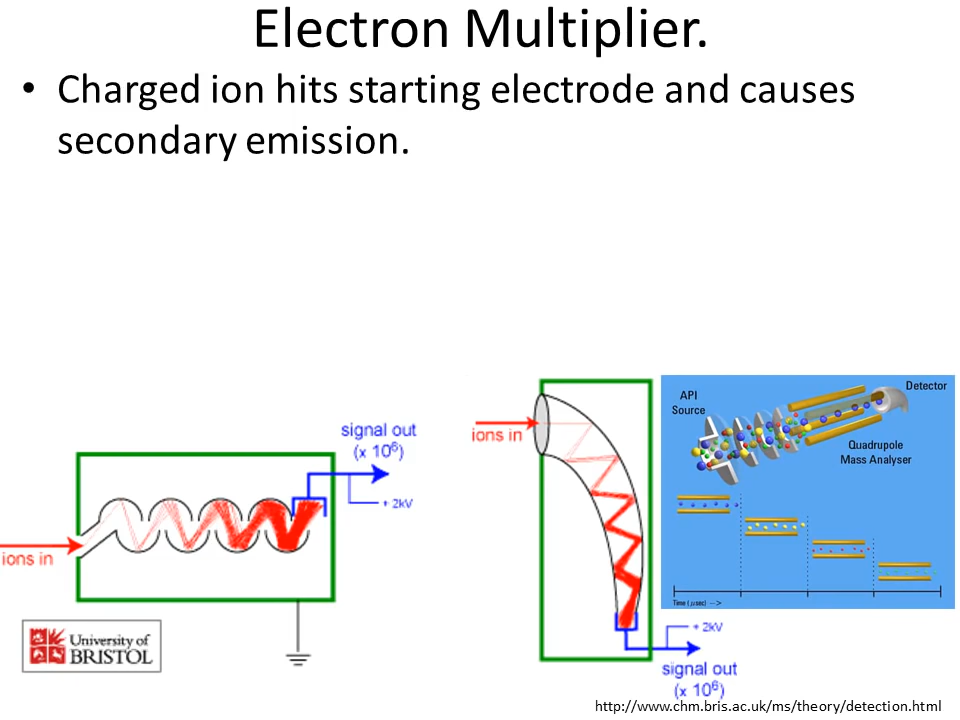 Electron Multiplier.
• Charged ion hits starting electrode and causes
secondary emission.
signal out
(x 10⁶)
+ 2kV
ions in
University of
BRISTOL
ions in
+ 2kV
signal out
(x 10⁶)
API
Source
Detector
Quadrupole
Mass Analyser
Time (µsec) -->
http://www.chm.bris.ac.uk/ms/theory/detection.html